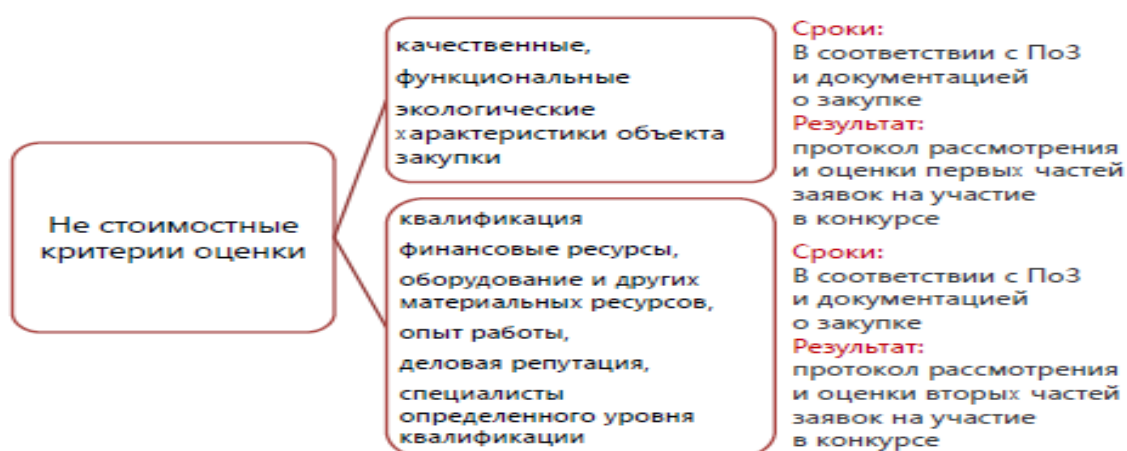 Не стоимостные
критерии оценки
качественные,
функциональные
экологические
характеристики объекта
закупки
Сроки:
В соответствии с ПоЗ
и документацией
о закупке
Результат:
протокол рассмотрения
и оценки первых частей
заявок на участие
в конкурсе
квалификация
финансовые ресурсы,
оборудование и других
материальных ресурсов,
опыт работы,
деловая репутация,
специалисты
определенного уровня
квалификации
Сроки:
В соответствии с ПоЗ
и документацией
о закупке
Результат:
протокол рассмотрения
и оценки вторых частей
заявок на участие
в конкурсе